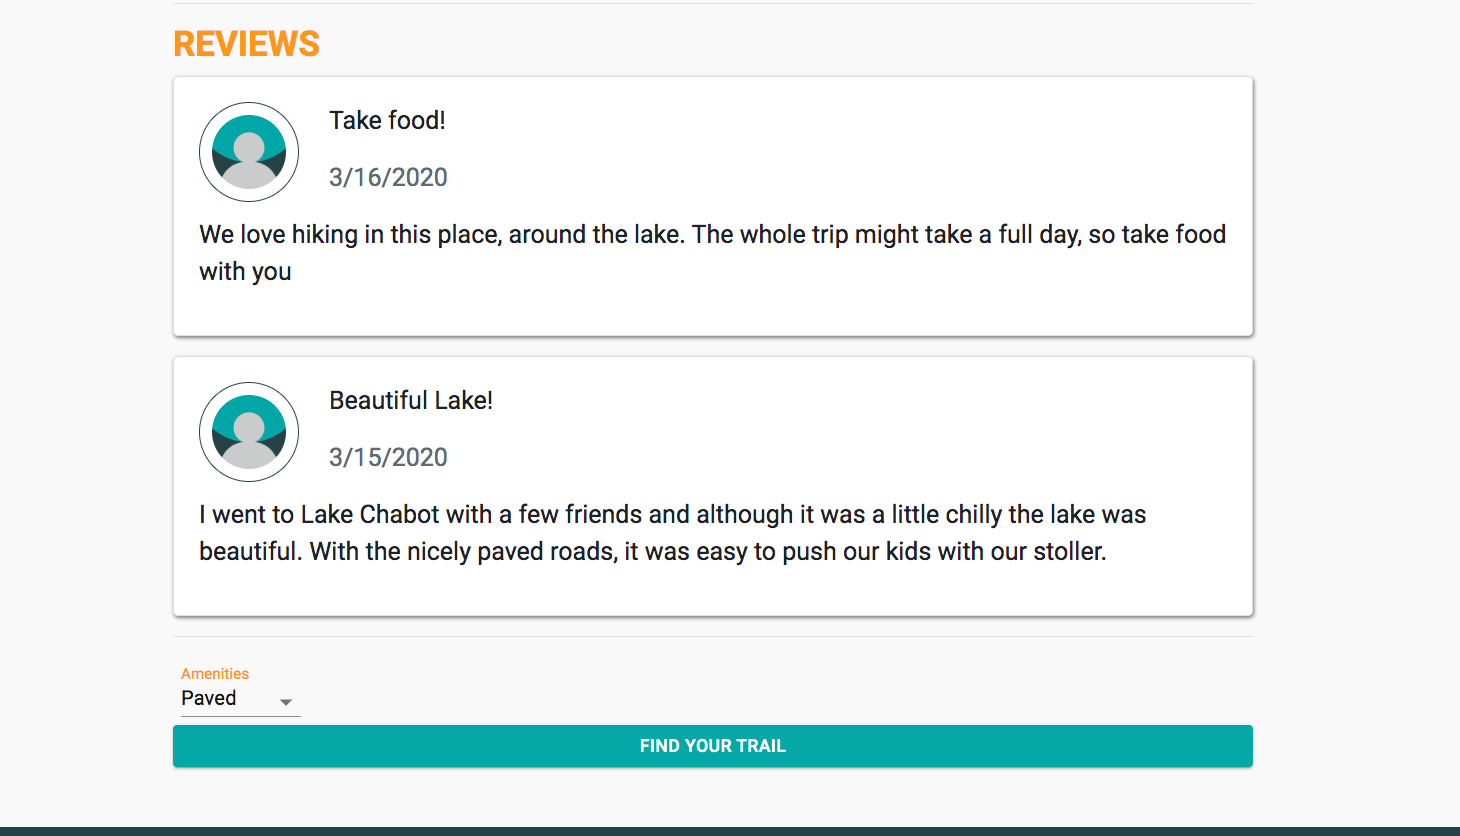 REVIEWS
Take food!
3/16/2020
We love hiking in this place, around the lake. The whole trip might take a full day, so take food
with you
Beautiful Lake!
3/15/2020
I went to Lake Chabot with a few friends and although it was a little chilly the lake was
beautiful. With the nicely paved roads, it was easy to push our kids with our stoller.
Amenities
Paved
FIND YOUR TRAIL